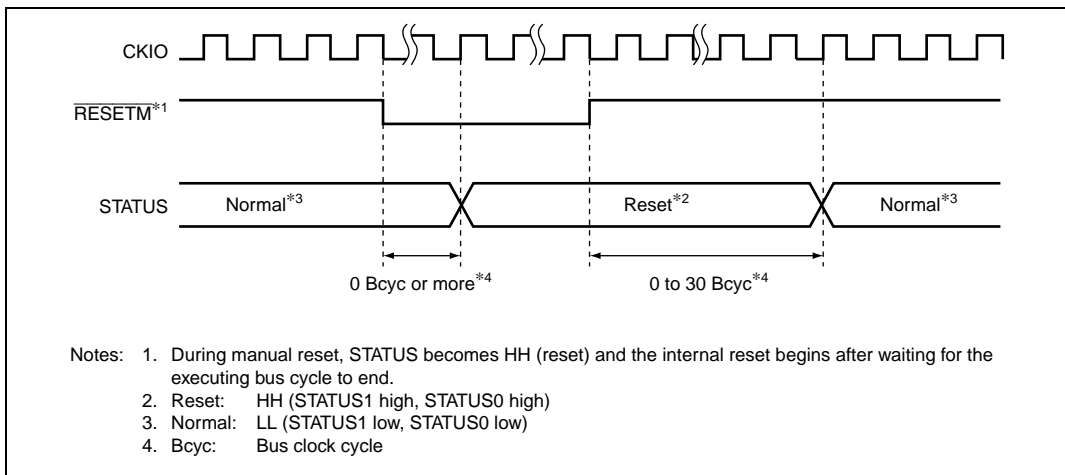 CKIO
RESETM*1
STATUS
Normal*3
Reset*2
Normal*3
0 Bcyc or more*4
0 to 30 Bcyc*4
Notes: 1. During manual reset, STATUS becomes HH (reset) and the internal reset begins after waiting for the
executing bus cycle to end.
2. Reset: HH (STATUS1 high, STATUS0 high)
3. Normal: LL (STATUS1 low, STATUS0 low)
4. Bcyc: Bus clock cycle